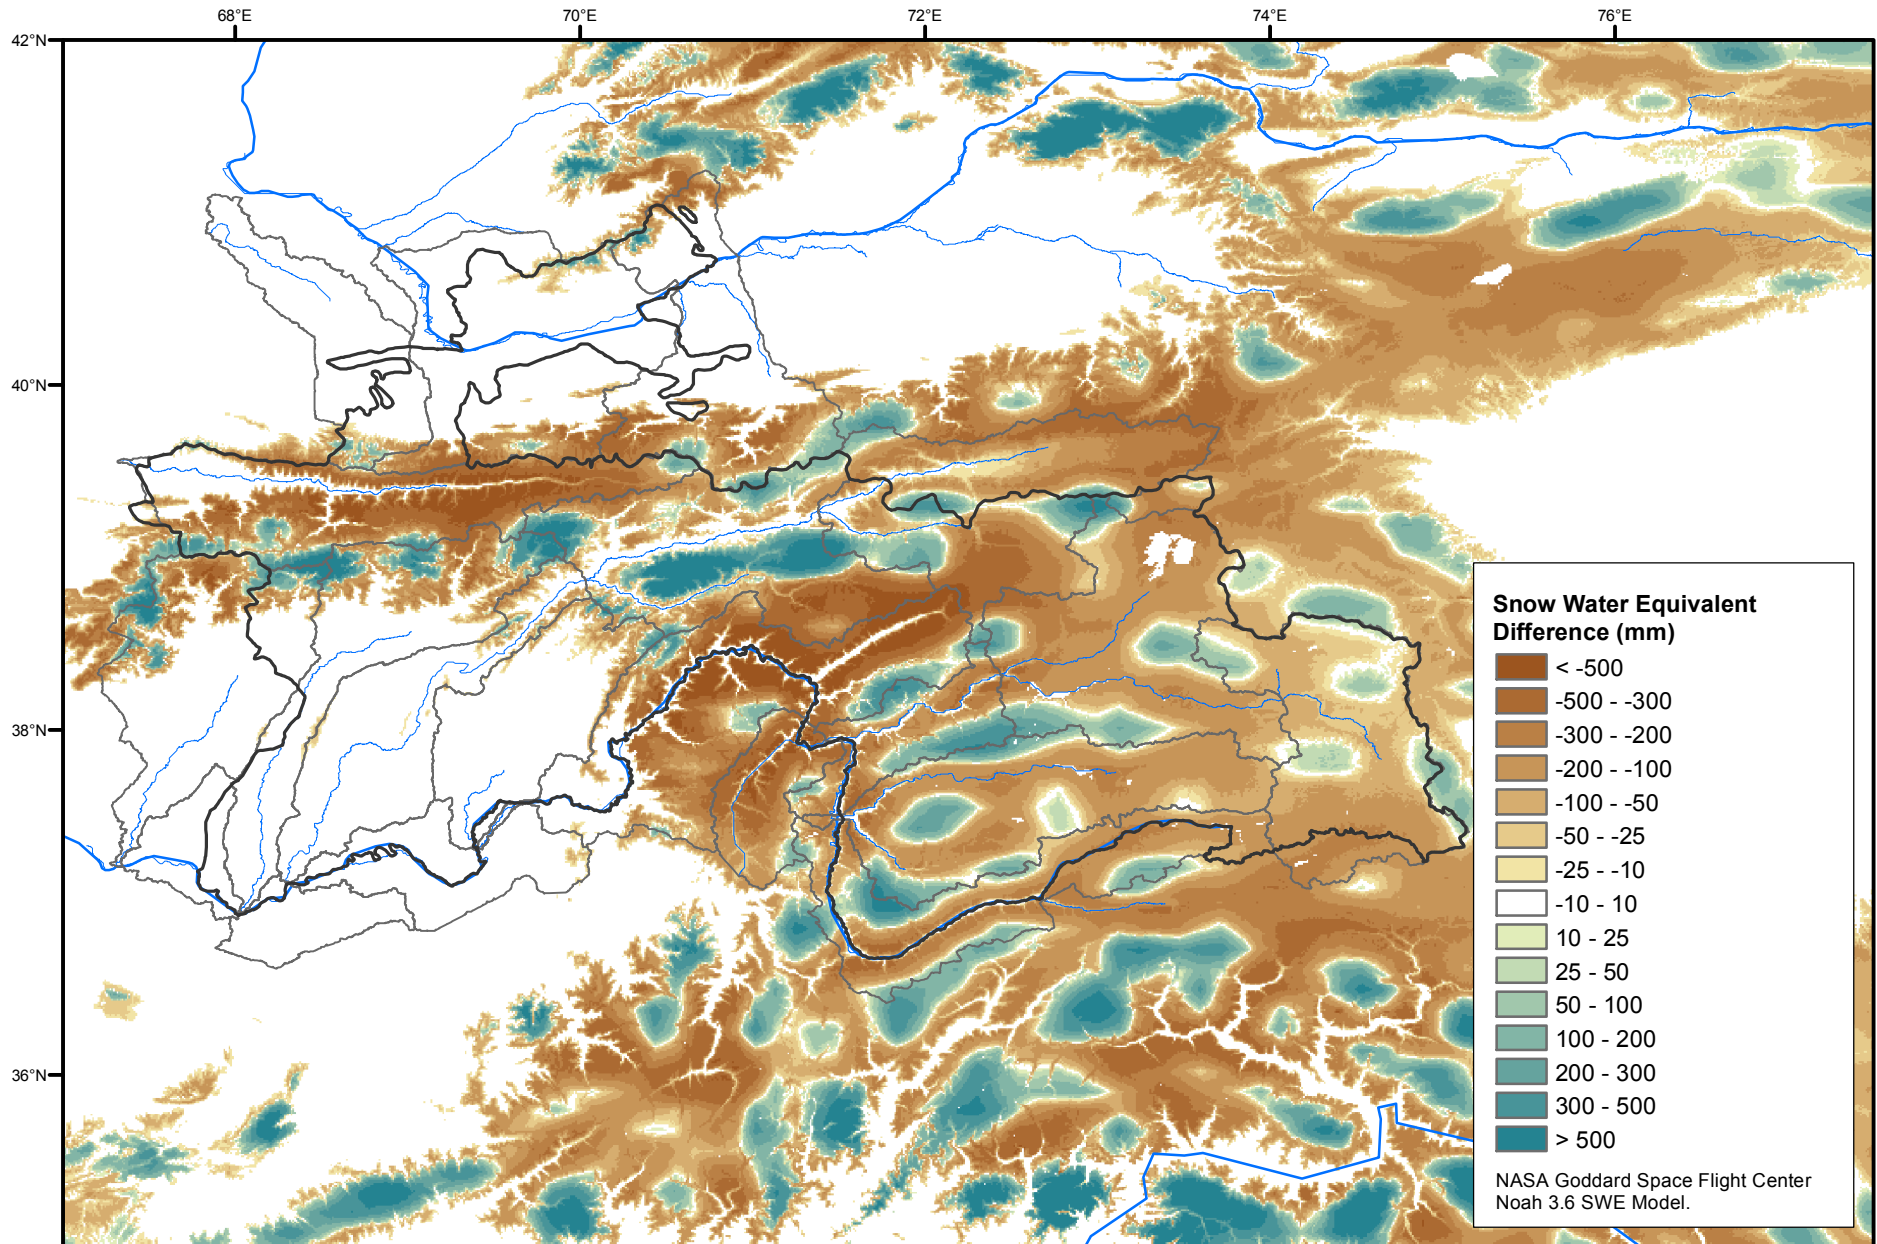 68°E 70°E 72°E 74°E 76°E
42°N
40°N
38°N
36°N
Snow Water Equivalent
Difference (mm)
< -500
-500 - -300
-300 - -200
-200 - -100
-100 - -50
-50 - -25
-25 - -10
-10 - 10
10 - 25
25 - 50
50 - 100
100 - 200
200 - 300
300 - 500
> 500
NASA Goddard Space Flight Center
Noah 3.6 SWE Model.